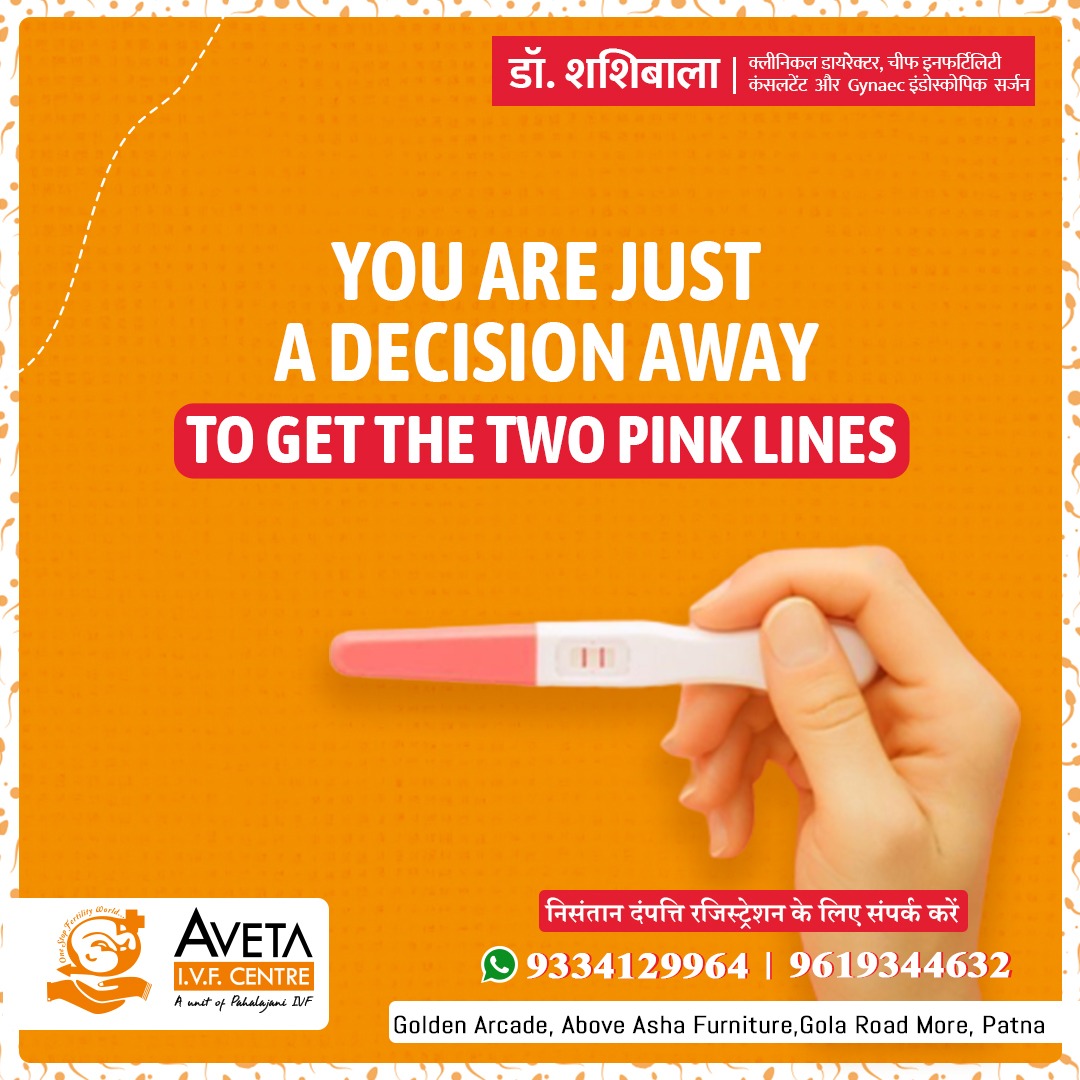 डॉ. शशिबाला
क्लीनिकल डायरेक्टर, चीफ इनफर्टिलिटी
कंसलटेंट और Gynaec इंडोस्कोपिक सर्जन
YOU ARE JUST
A DECISION AWAY
TO GET THE TWO PINK LINES
One Stop Fertility World...
AVETA
I.V.F. CENTRE
A unit of Pahalajani IVF
निसंतान दंपत्ति रजिस्ट्रेशन के लिए संपर्क करें
9334129964 | 9619344632
Golden Arcade, Above Asha Furniture,Gola Road More, Patna